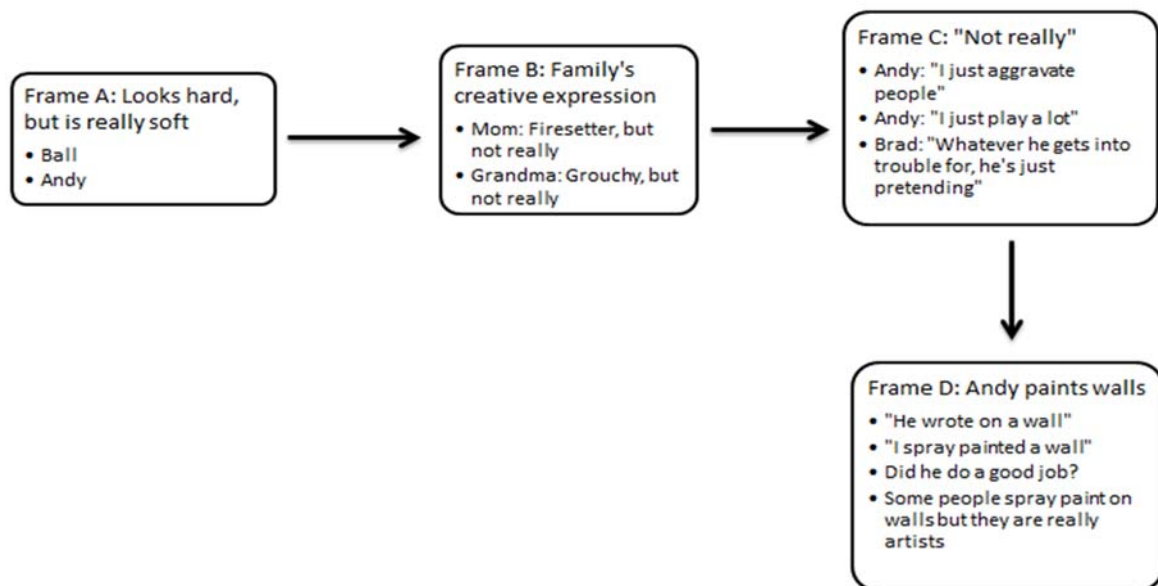 Frame A: Looks hard,
but is really soft
• Ball
• Andy
Frame B: Family's
creative expression
• Mom: Firesetter, but
not really
• Grandma: Grouchy, but
not really
Frame C: "Not really"
• Andy: "I just aggravate
people"
• Andy: "I just play a lot"
• Brad: "Whatever he gets into
trouble for, he's just
pretending"
Frame D: Andy paints walls
• "He wrote on a wall"
• "I spray painted a wall"
• Did he do a good job?
• Some people spray paint on
walls but they are really
artists